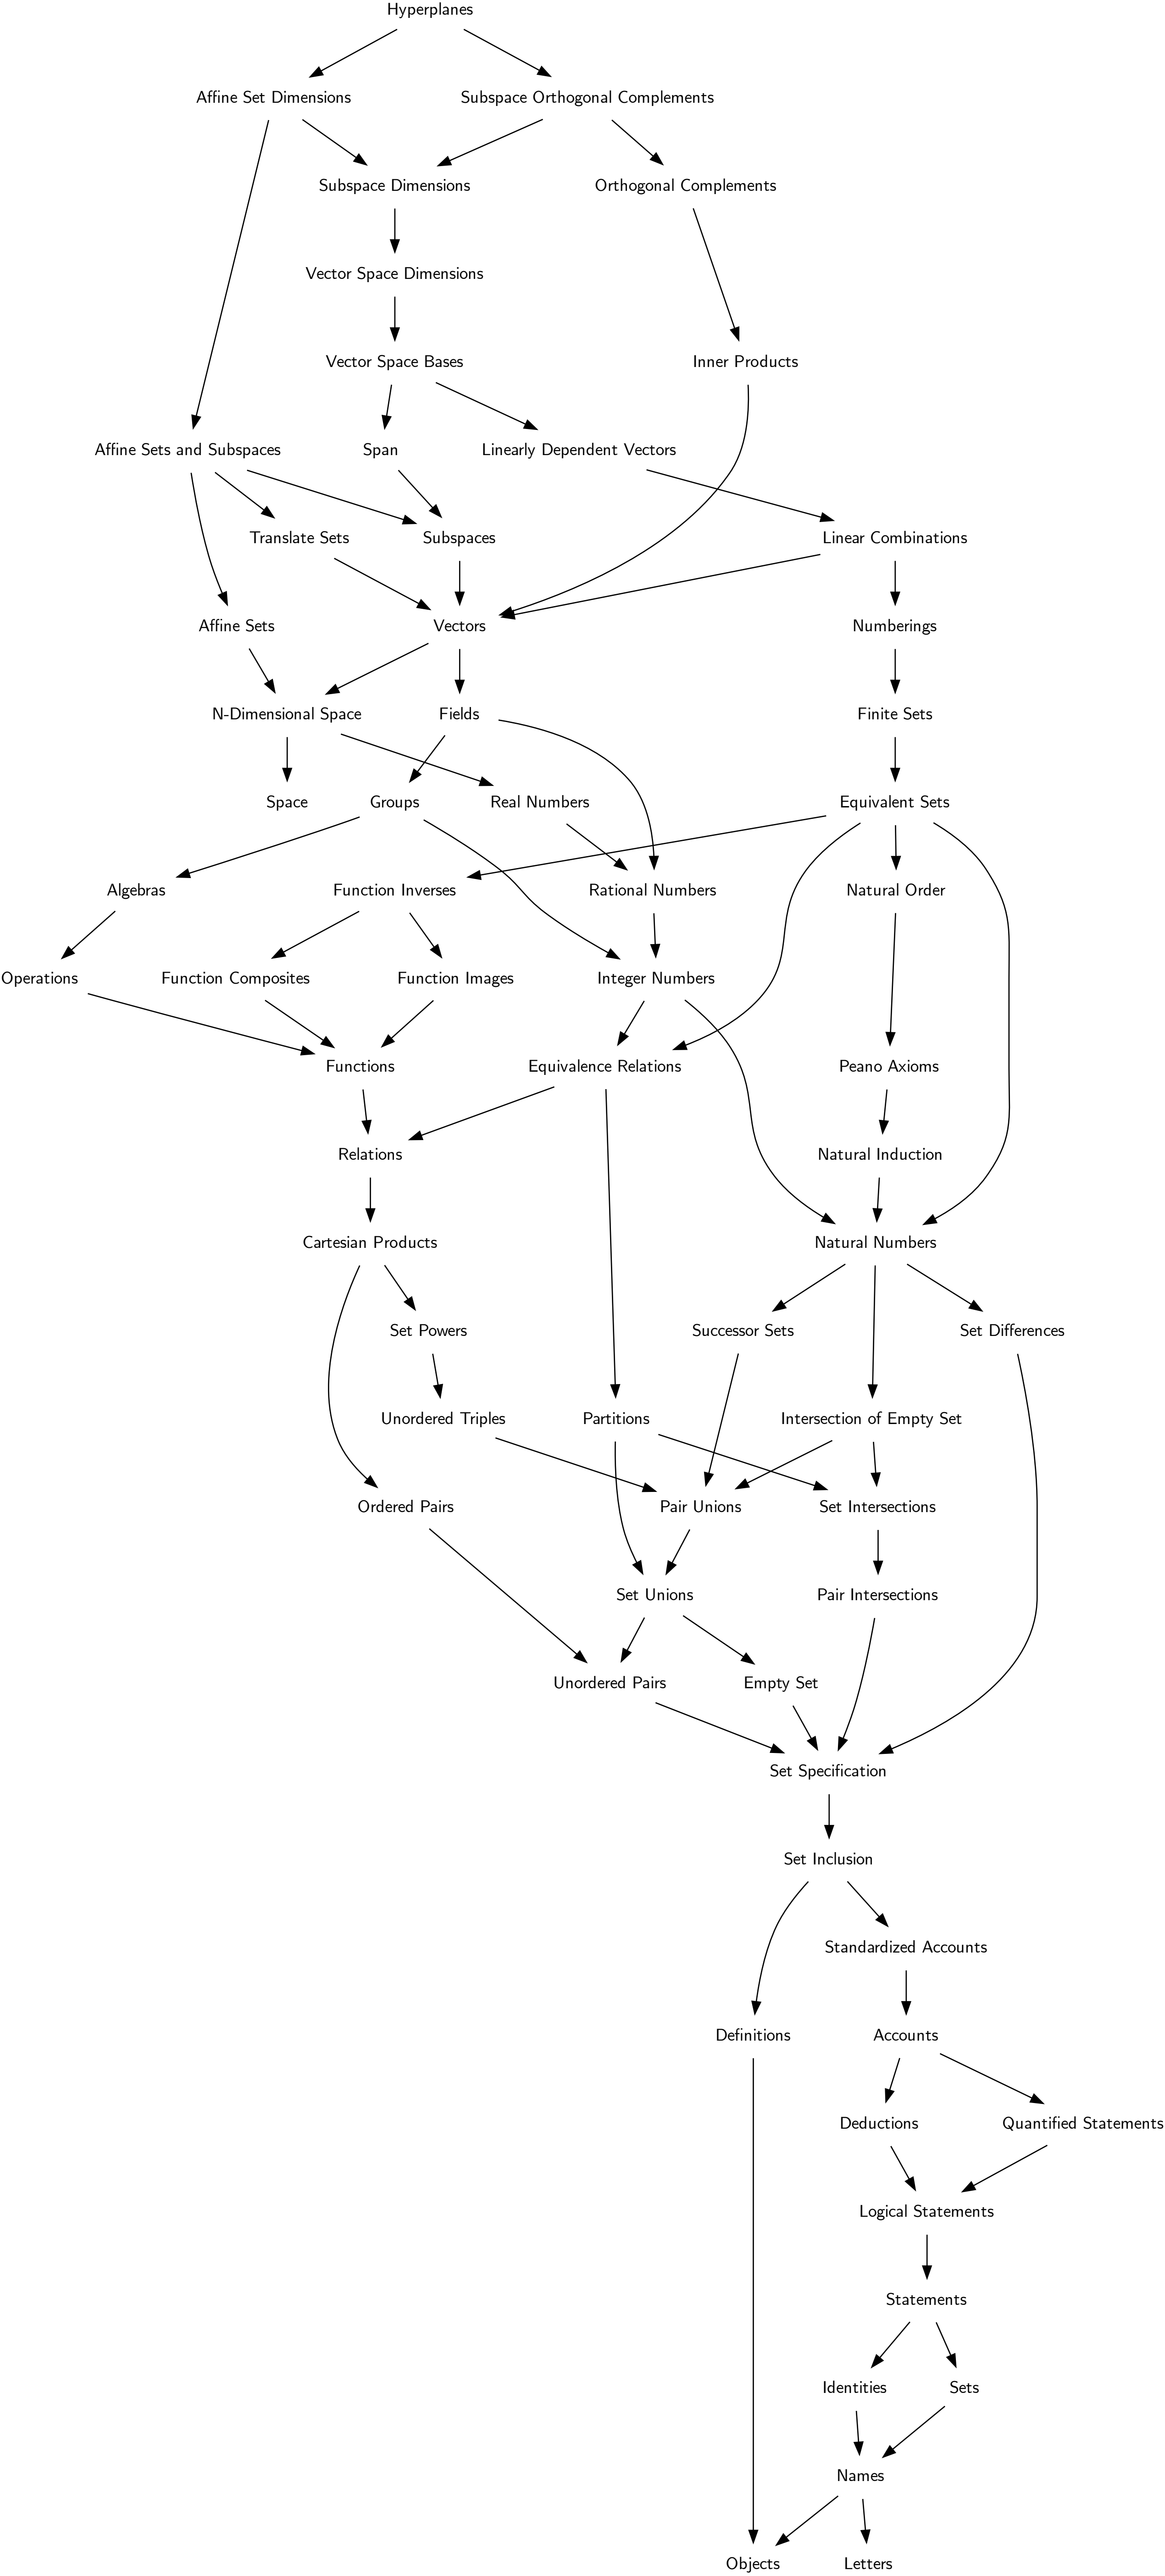 Hyperplanes
Affine Set Dimensions
Subspace Orthogonal Complements
Subspace Dimensions
Orthogonal Complements
Vector Space Dimensions
Vector Space Bases
Inner Products
Affine Sets and Subspaces
Span
Linearly Dependent Vectors
Translate Sets
Subspaces
Linear Combinations
Affine Sets
Vectors
Numberings
N-Dimensional Space
Fields
Finite Sets
Space
Groups
Real Numbers
Equivalent Sets
Algebras
Function Inverses
Rational Numbers
Natural Order
Operations
Function Composites
Function Images
Integer Numbers
Functions
Equivalence Relations
Peano Axioms
Relations
Natural Induction
Cartesian Products
Natural Numbers
Set Powers
Successor Sets
Set Differences
Unordered Triples
Partitions
Intersection of Empty Set
Ordered Pairs
Pair Unions
Set Intersections
Set Unions
Pair Intersections
Unordered Pairs
Empty Set
Set Specification
Set Inclusion
Standardized Accounts
Definitions
Accounts
Deductions
Quantified Statements
Logical Statements
Statements
Identities
Sets
Names
Objects
Letters